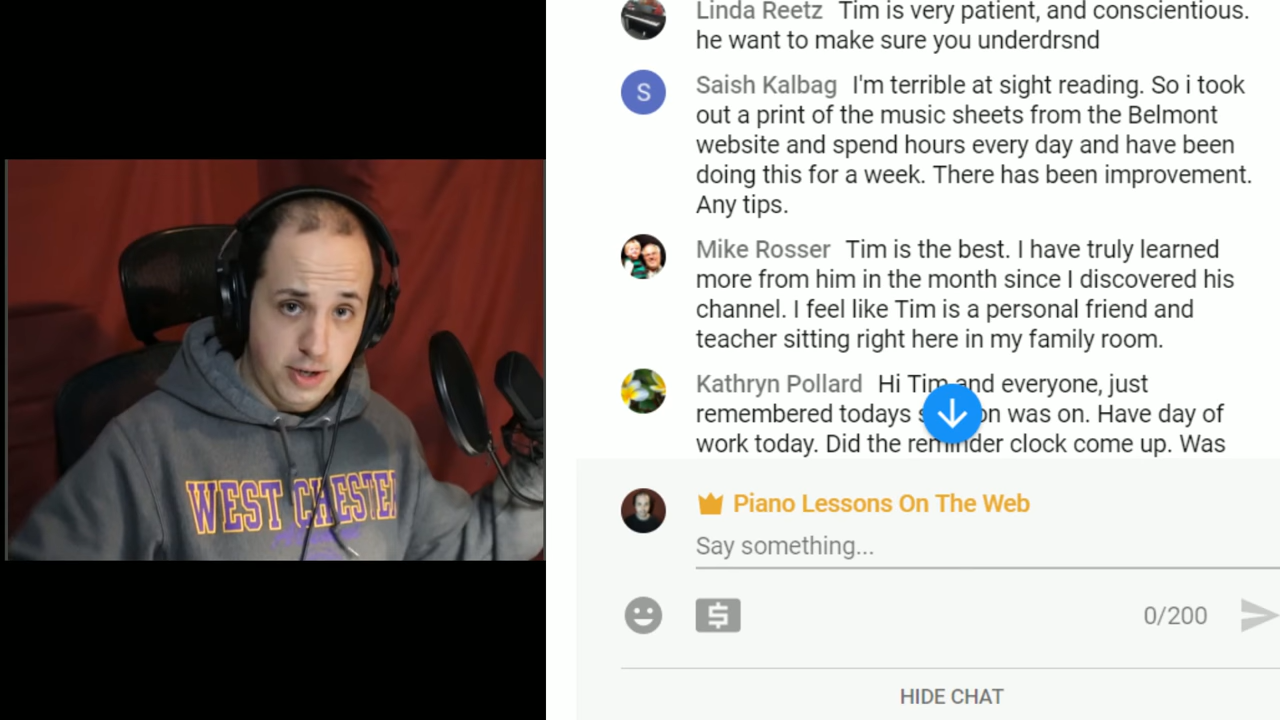 Linda Reetz Tim is very patient, and conscientious.
he want to make sure you underdrsnd
S
Saish Kalbag I'm terrible at sight reading. So i took
out a print of the music sheets from the Belmont
website and spend hours every day and have been
doing this for a week. There has been improvement.
Any tips.
Mike Rosser Tim is the best. I have truly learned
more from him in the month since I discovered his
channel. I feel like Tim is a personal friend and
teacher sitting right here in my family room.
Kathryn Pollard Hi Tim and everyone, just
remembered todays on was on. Have day of
work today. Did the reminder clock come up. Was
Piano Lessons On The Web
Say something...
0/200
HIDE CHAT
WEST CHESTER